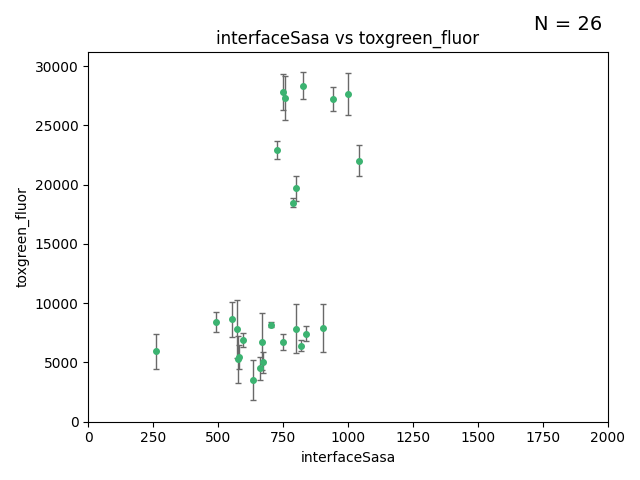 N = 26
interfaceSasa vs toxgreen_fluor
30000
25000
20000
15000
10000
5000
0
toxgreen_fluor
0 250 500 750 1000 1250 1500 1750 2000
interfaceSasa